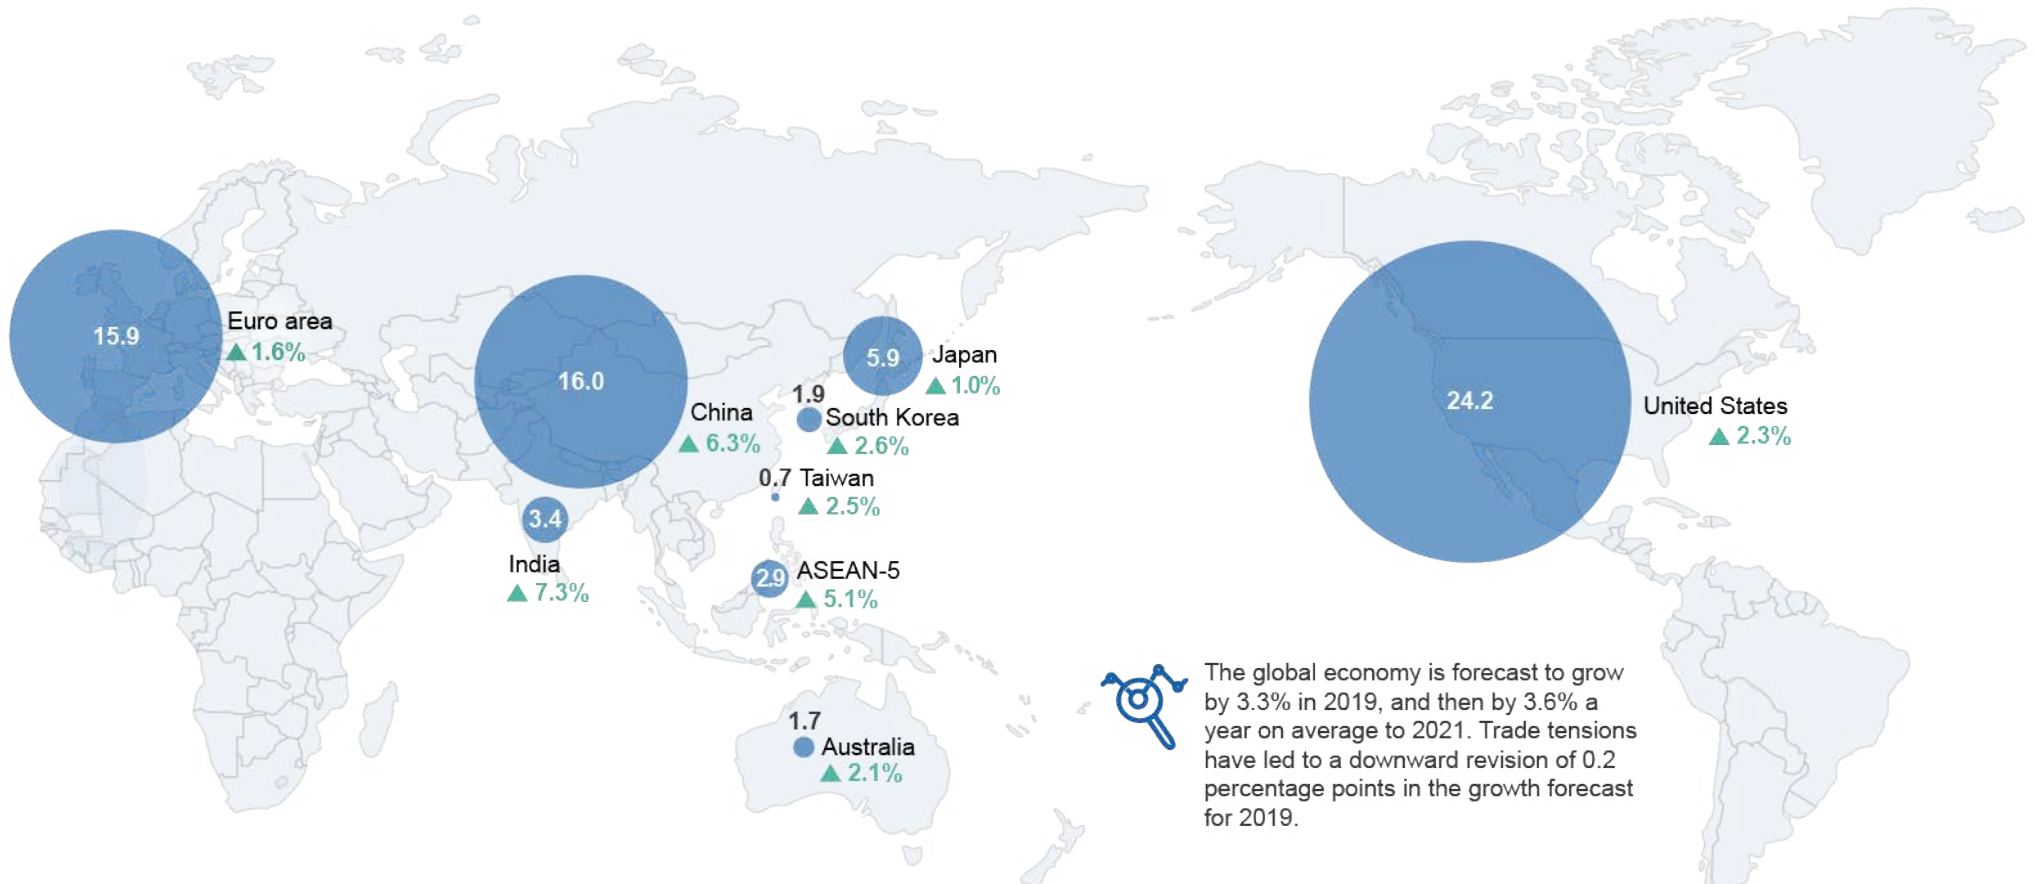 15.9
Euro area
▲ 1.6%
16.0
China
▲ 6.3%
5.9
Japan
▲ 1.0%
1.9
South Korea
▲ 2.6%
0.7 Taiwan
▲ 2.5%
3.4
India
▲ 7.3%
2.9 ASEAN-5
▲ 5.1%
1.7
Australia
▲ 2.1%
24.2
United States
▲ 2.3%
The global economy is forecast to grow
by 3.3% in 2019, and then by 3.6% a
year on average to 2021. Trade tensions
have led to a downward revision of 0.2
percentage points in the growth forecast
for 2019.